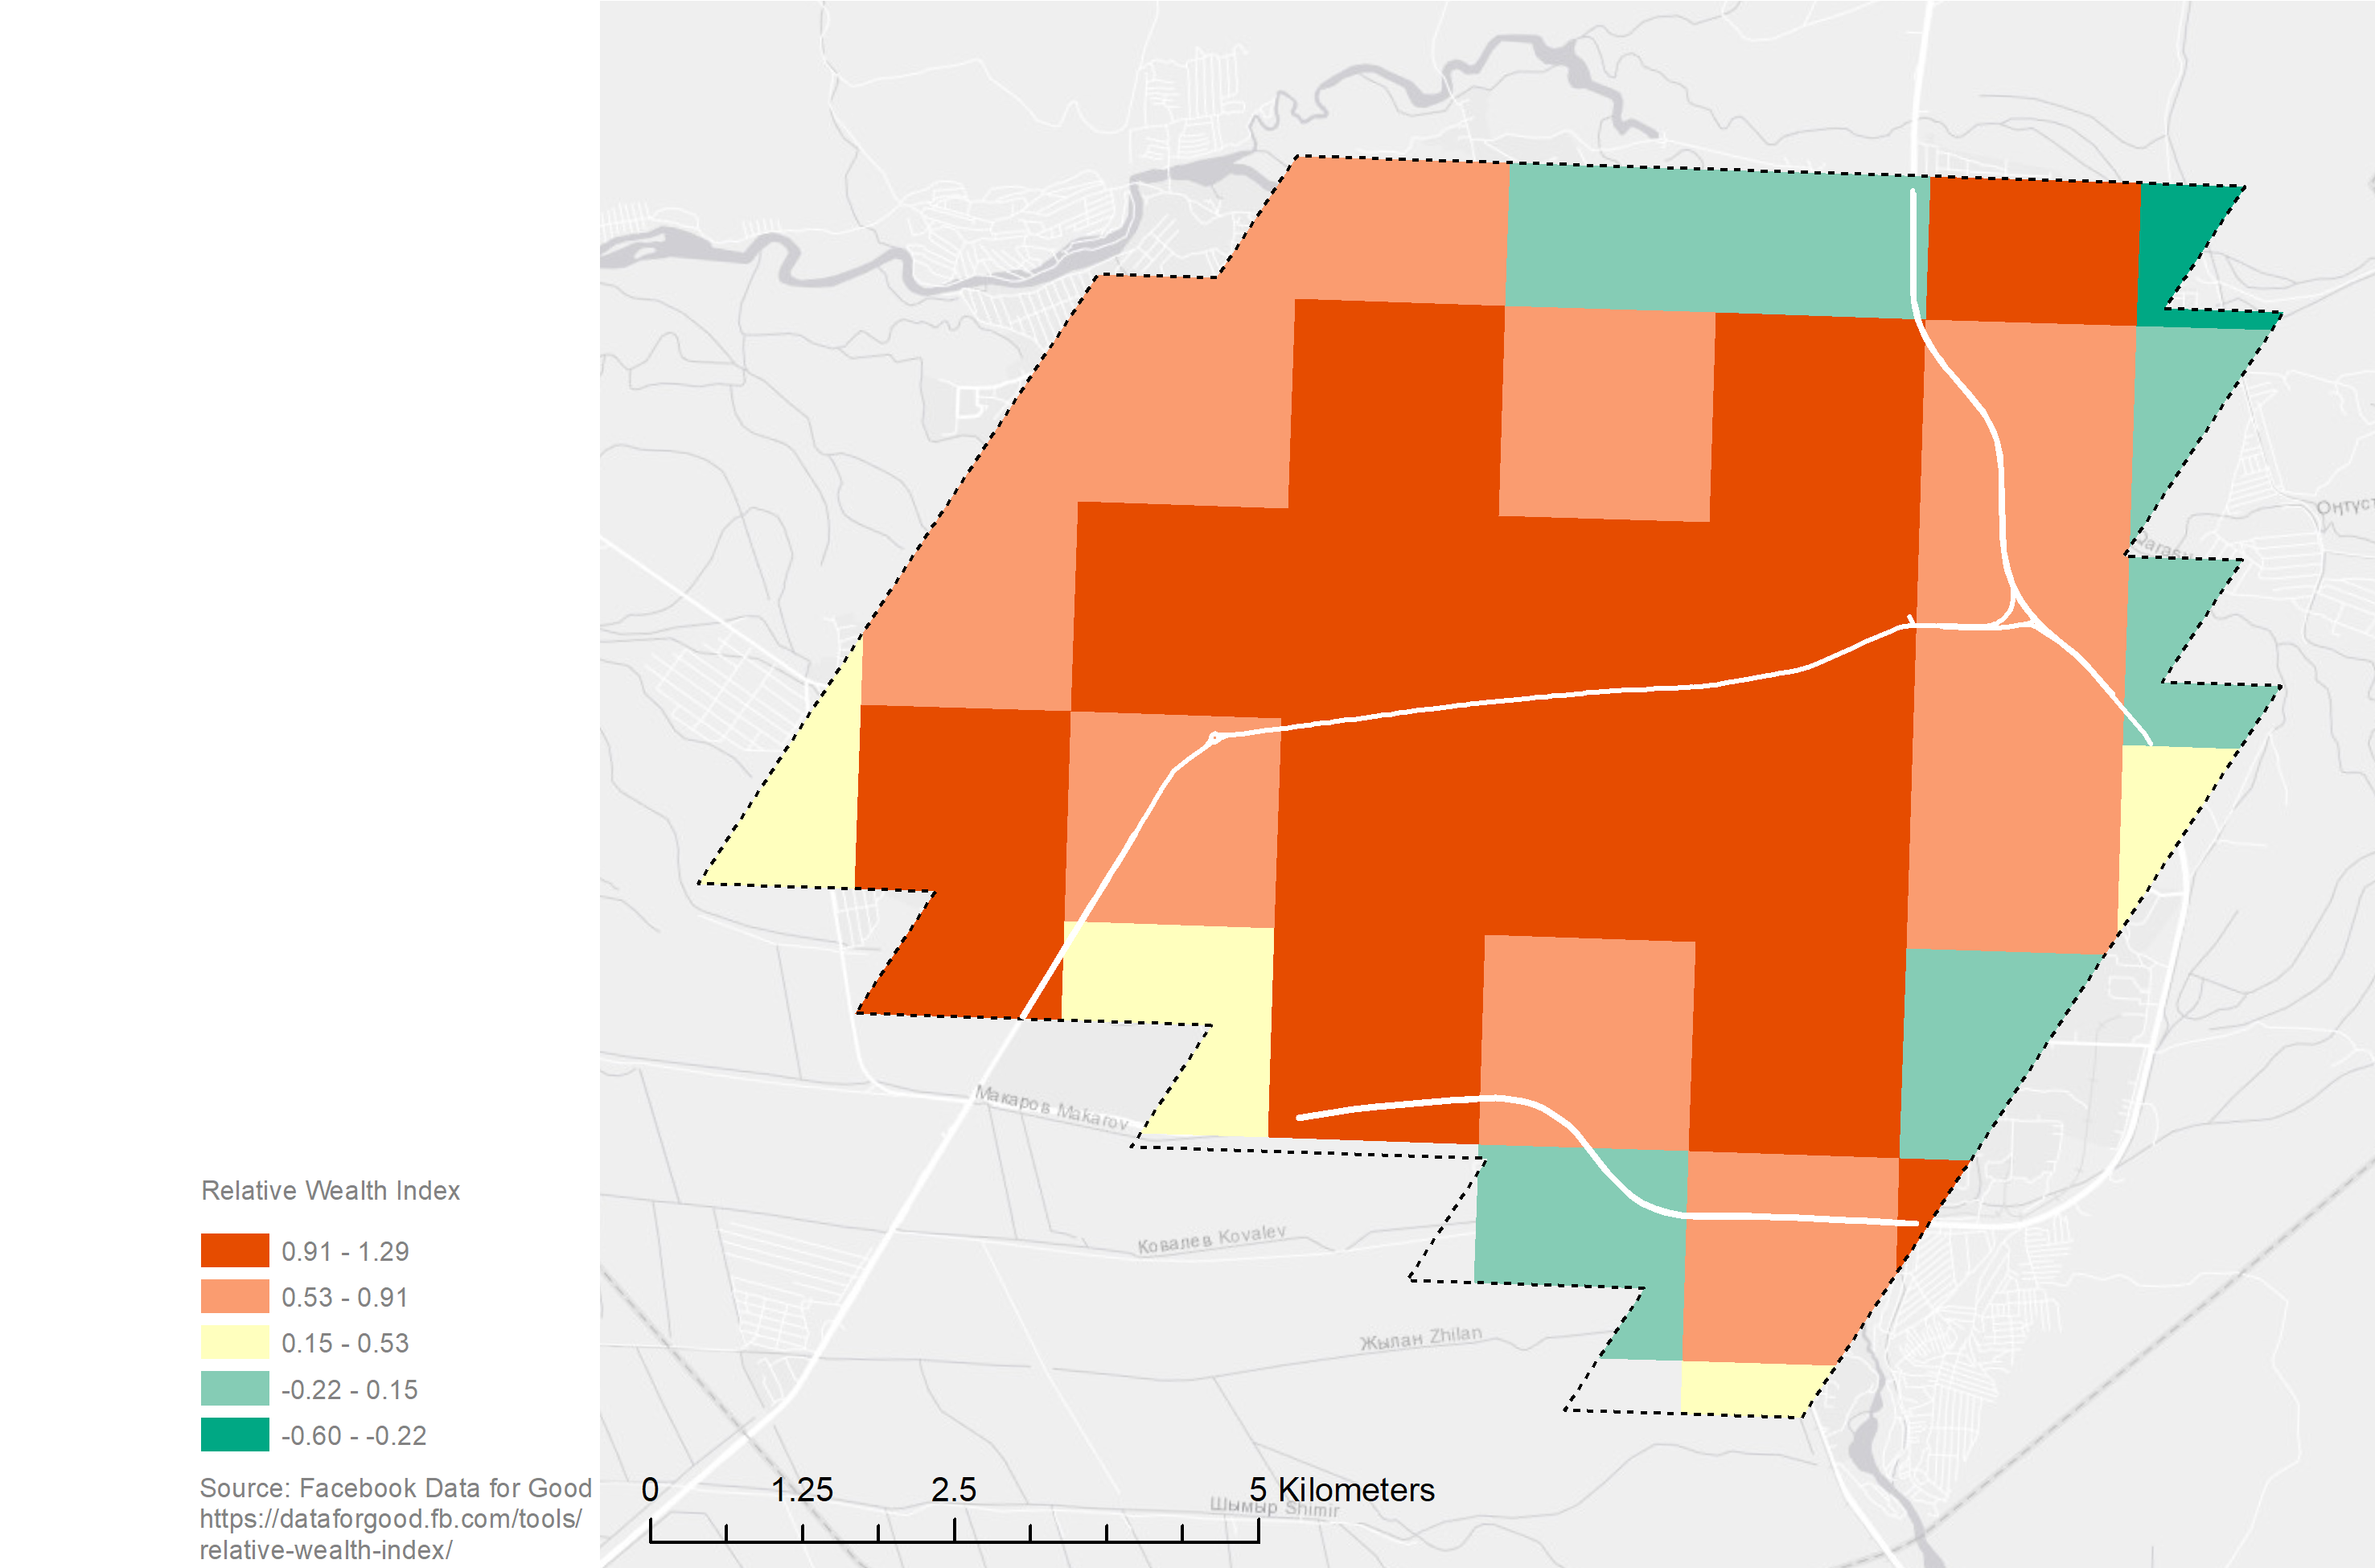 Оңтүст
Qarasu
Макаров Makarov
Ковалев Kovalev
Жылан Zhilan
Шымыр Shimir
Relative Wealth Index
0.91 - 1.29
0.53 - 0.91
0.15 - 0.53
-0.22 - 0.15
-0.60 - -0.22
Source: Facebook Data for Good
https://dataforgood.fb.com/tools/
relative-wealth-index/
0 1.25 2.5 5 Kilometers